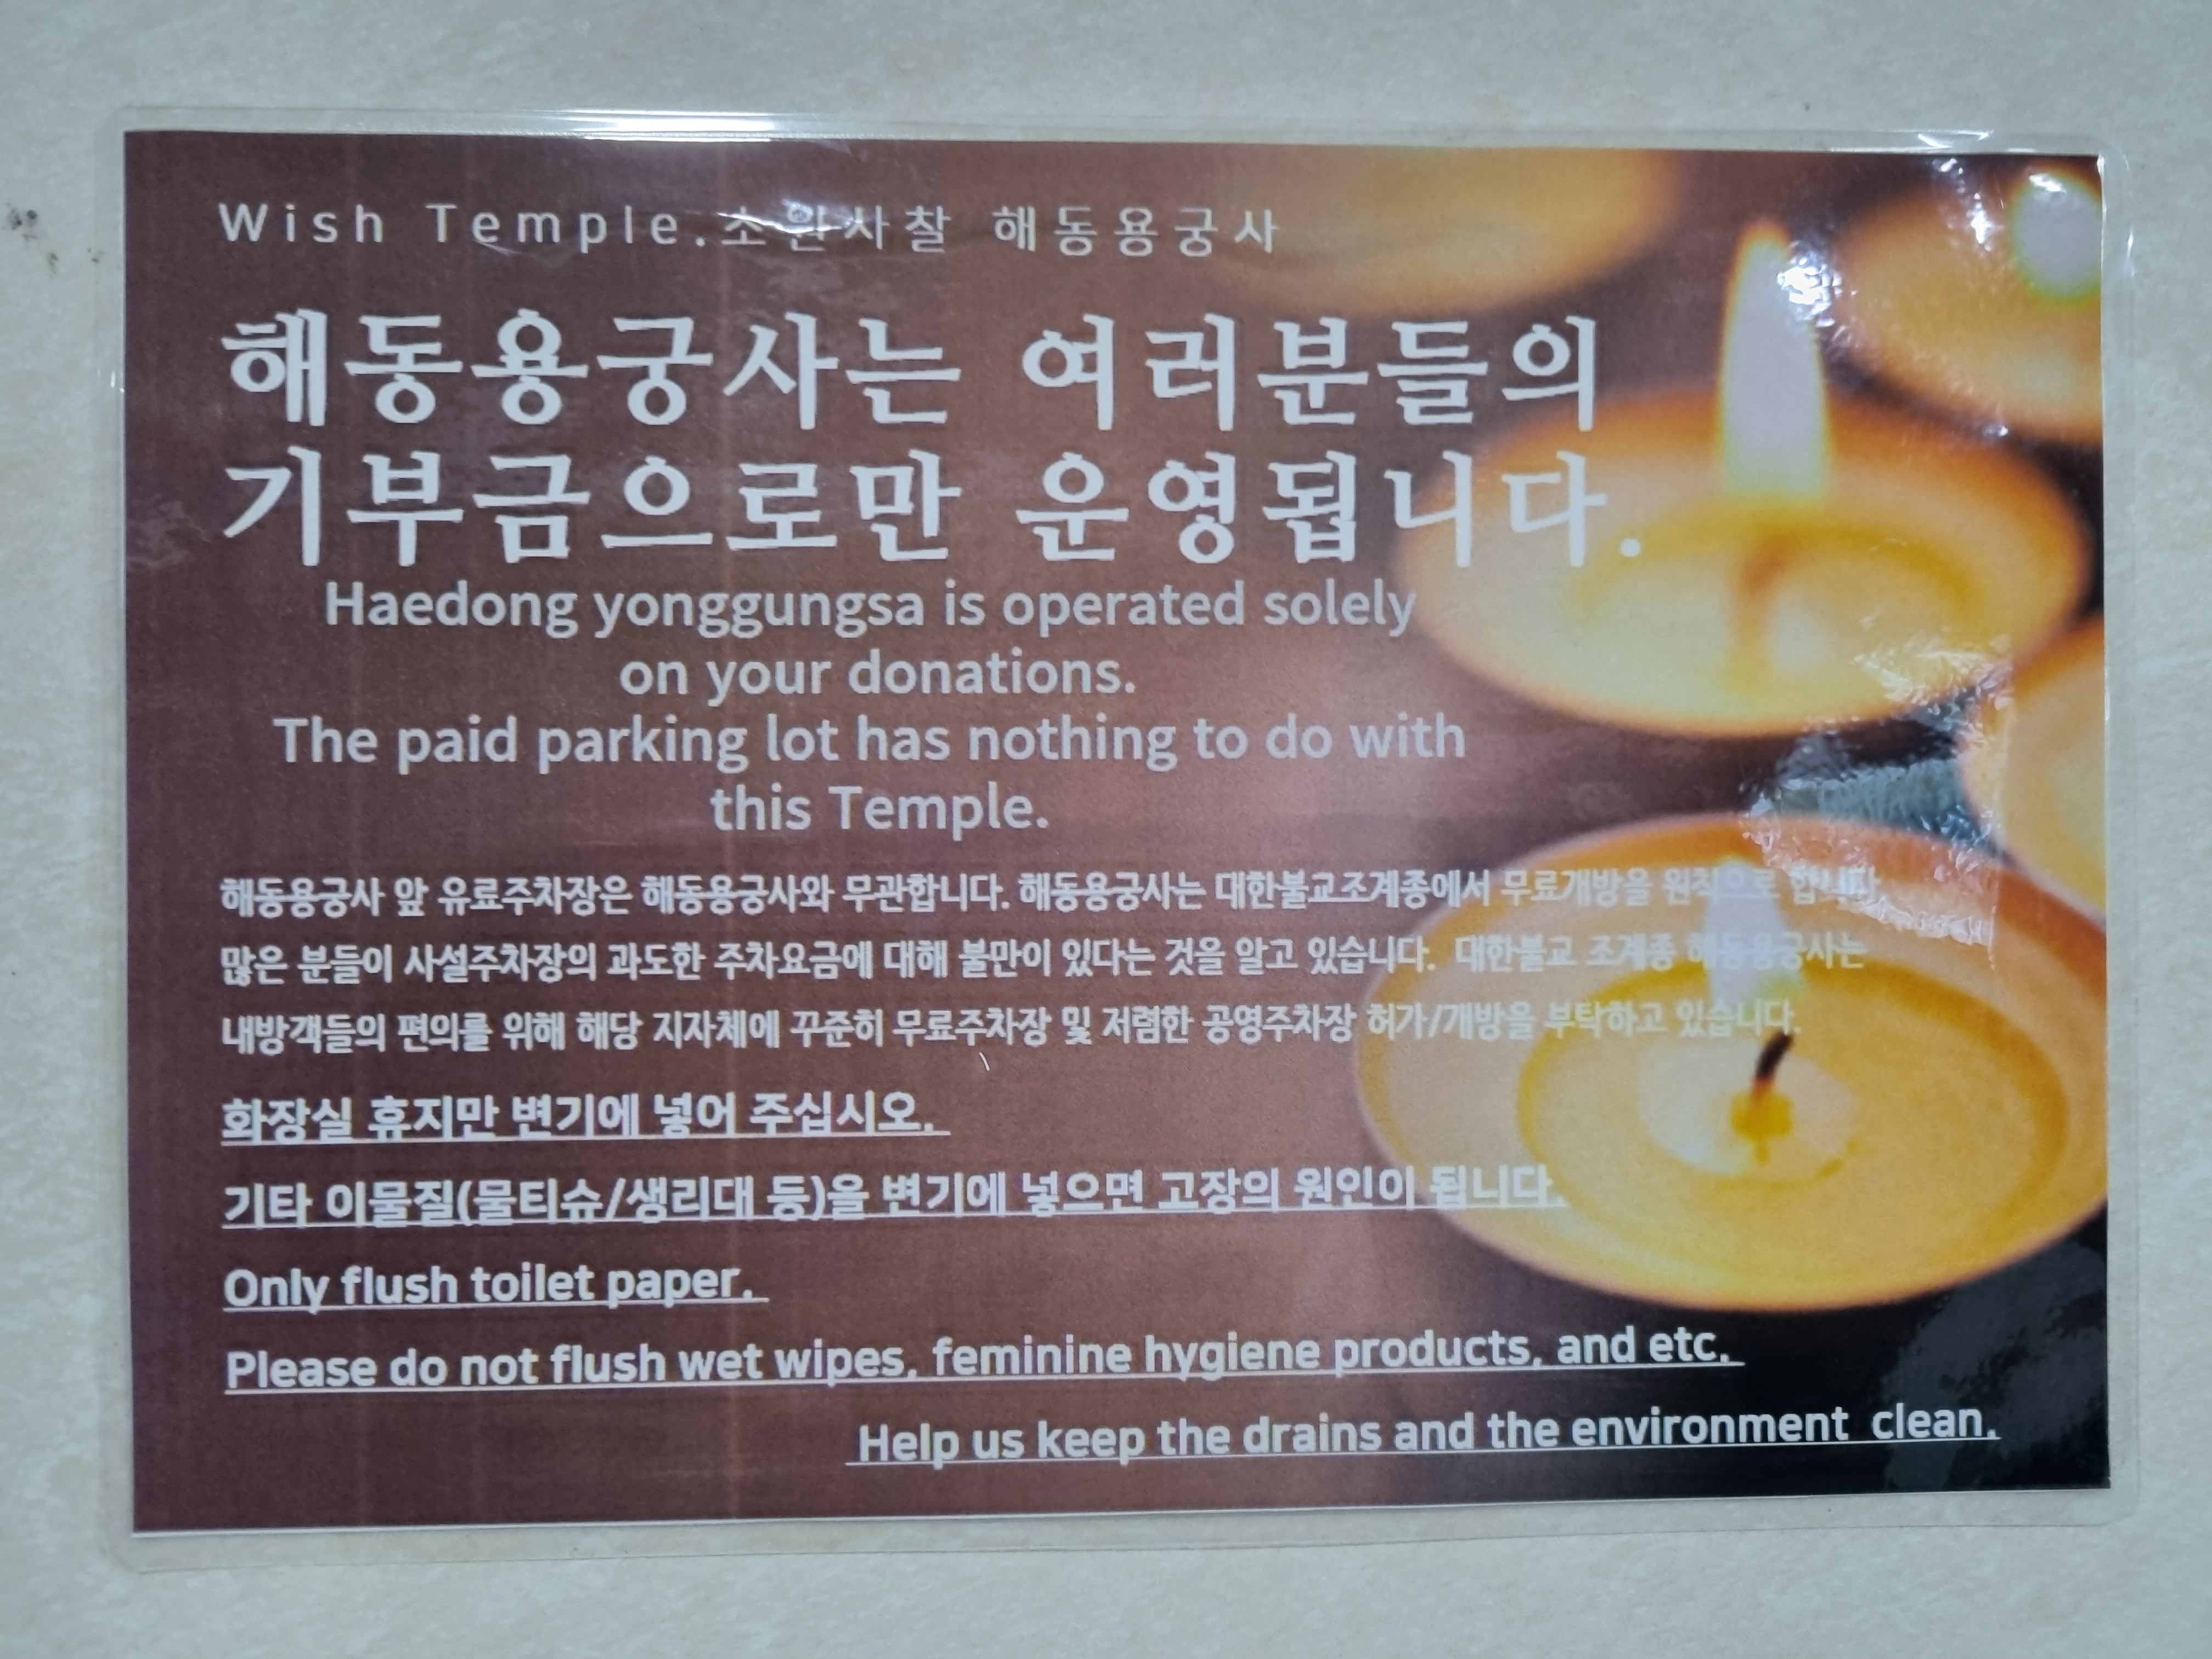 Wish Temple.소원사찰 해동용궁사
해동용궁사는 여러분들의
기부금으로만 운영됩니다.
Haedong yonggungsa is operated solely
on your donations.
The paid parking lot has nothing to do with
this Temple.
해동용궁사 앞 유료주차장은 해동용궁사와 무관합니다. 해동용궁사는 대한불교조계종에서 무료개방을 원칙으로 합니다.
많은 분들이 사설주차장의 과도한 주차요금에 대해 불만이 있다는 것을 알고 있습니다. 대한불교 조계종 해동용궁사는
내방객들의 편의를 위해 해당 지자체에 꾸준히 무료주차장 및 저렴한 공영주차장 허가/개방을 부탁하고 있습니다.
화장실 휴지만 변기에 넣어 주십시오.
기타 이물질(물티슈/생리대 등)을 변기에 넣으면 고장의 원인이 됩니다.
Only flush toilet paper.
Please do not flush wet wipes, feminine hygiene products, and etc.
Help us keep the drains and the environment clean.